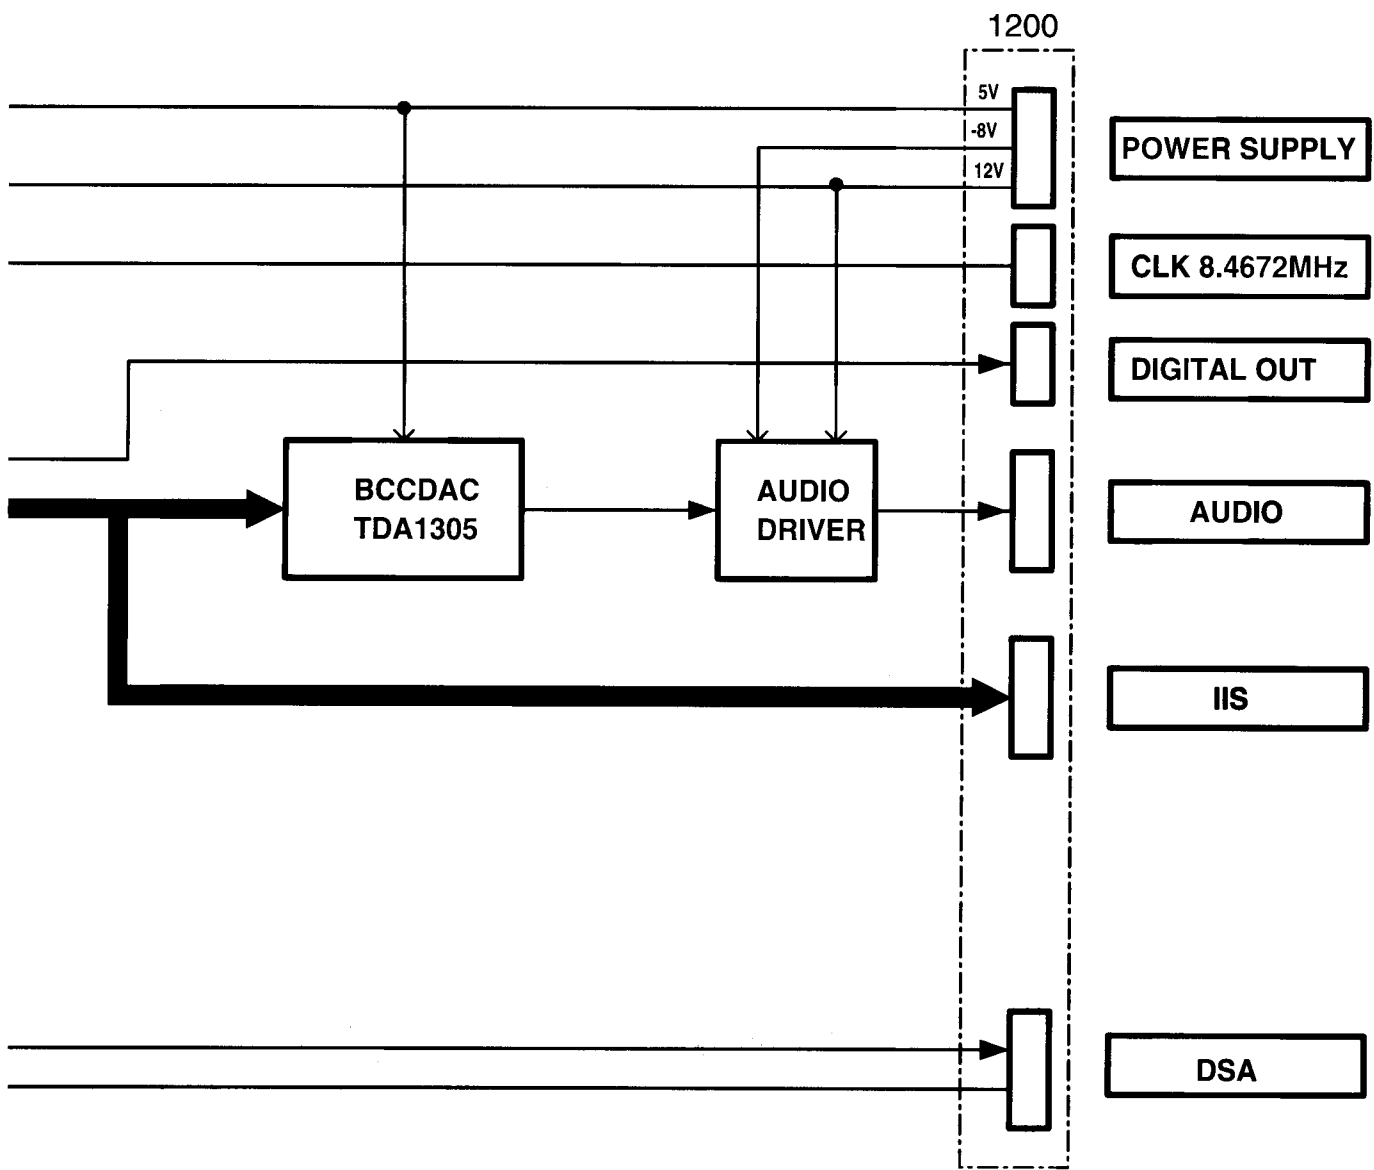 1200
5V
-8V
12V
POWER SUPPLY
CLK 8.4672MHz
DIGITAL OUT
BCCDAC
TDA1305
AUDIO
DRIVER
AUDIO
IIS
DSA